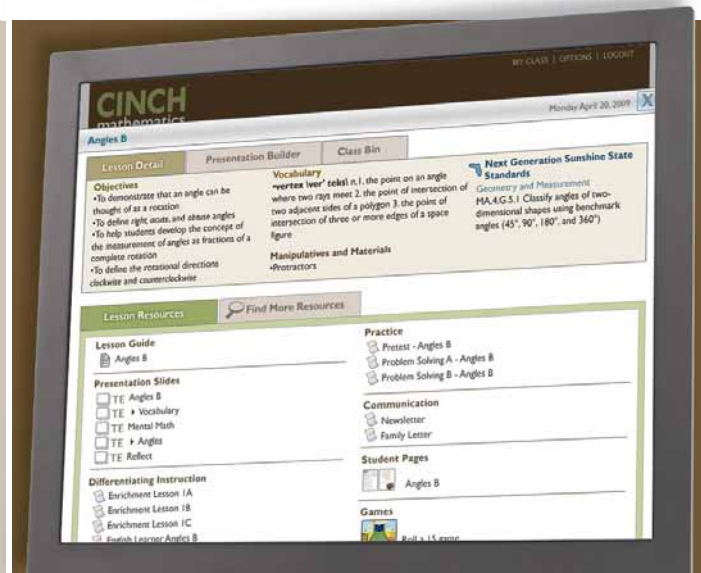 MY CLASS | OPTIONS | LOGOUT
CINCH
mathematics
Monday April 20, 2009 X
Angles B
Lesson Detail
Presentation Builder
Class Bin
Objectives
•To demonstrate that an angle can be
thought of as a rotation
•To define right, acute, and obtuse angles
•To help students develop the concept of
the measurement of angles as fractions of a
complete rotation
•To define the rotational directions
clockwise and counterclockwise
Vocabulary
•vertex \ver' teks\ n.1. the point on an angle
where two rays meet 2. the point of intersection of
two adjacent sides of a polygon 3. the point of
intersection of three or more edges of a space
figure
Manipulatives and Materials
•Protractors
Next Generation Sunshine State
Standards
Geometry and Measurement
MA.4.G.5.1 Classify angles of two-
dimensional shapes using benchmark
angles (45°, 90°, 180°, and 360°)
Lesson Resources
Find More Resources
Lesson Guide
Angles B
Presentation Slides
TE Angles B
TE Vocabulary
TE Mental Math
TE Angles
TE Reflect
Differentiating Instruction
Enrichment Lesson 1A
Enrichment Lesson 1B
Enrichment Lesson 1C
English Learner Angles B
Practice
Pretest - Angles B
Problem Solving A - Angles B
Problem Solving B - Angles B
Communication
Newsletter
Family Letter
Student Pages
Angles B
Games
Roll a 15 game